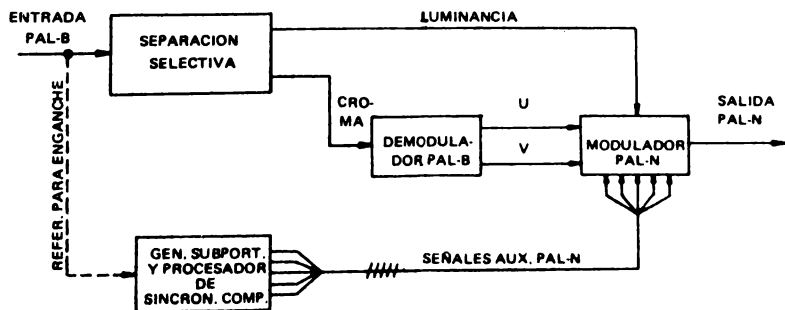 ENTRADA
PAL-B
SEPARACION
SELECTIVA
LUMINANCIA
CRO-
MA
DEMODULA-
DOR PAL-B
U
V
MODULADOR
PAL-N
SALIDA
PAL-N
REFER. PARA ENGANCHE
GEN. SUBPORT.
Y PROCESADOR
DE
SINCRON. COMP.
SEÑALES AUX. PAL-N